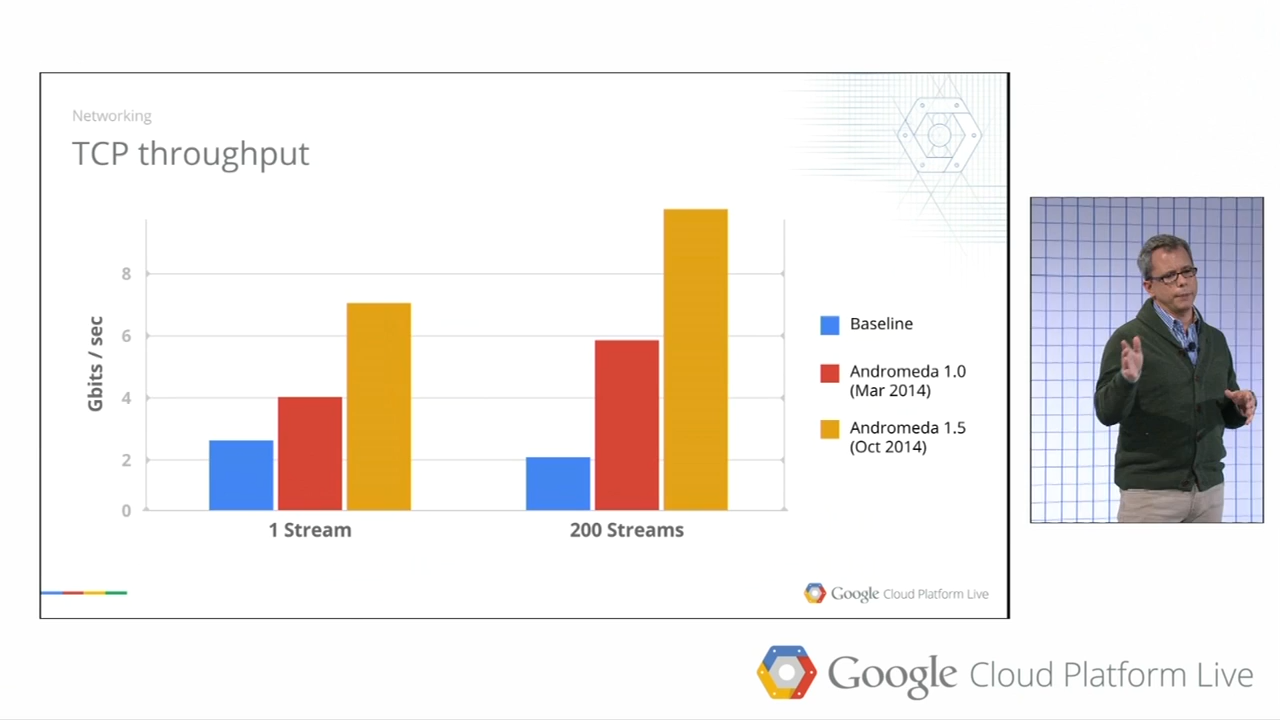 Networking
TCP throughput
8
6
4
2
0
Gbits / sec
1 Stream
200 Streams
Baseline
Andromeda 1.0
(Mar 2014)
Andromeda 1.5
(Oct 2014)
Google Cloud Platform Live
Google Cloud Platform Live